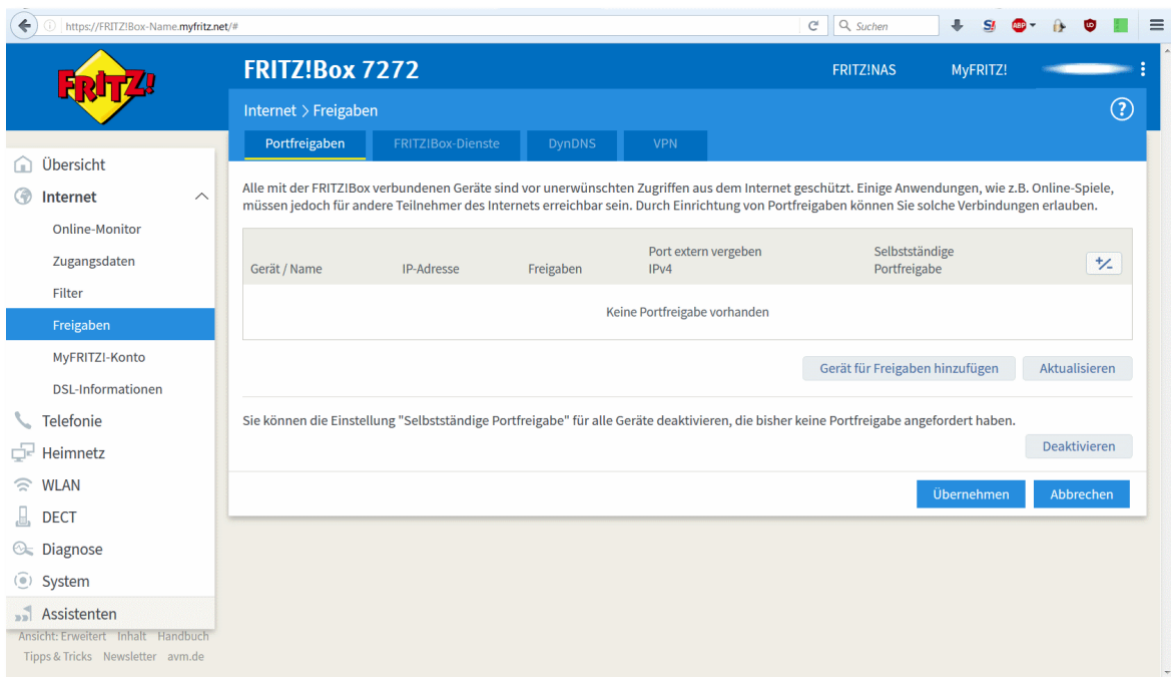 https://FRITZ!Box-Name.myfritz.net/#
Suchen
S!
ABP
FRITZ!
FRITZ!Box 7272
FRITZ!NAS
MyFRITZ!
Internet > Freigaben
?
Portfreigaben
FRITZ!Box-Dienste
DynDNS
VPN
Übersicht
Internet
Online-Monitor
Zugangsdaten
Filter
Freigaben
MyFRITZ!-Konto
DSL-Informationen
Telefonie
Heimnetz
WLAN
DECT
Diagnose
System
Assistenten
Ansicht: Erweitert Inhalt Handbuch
Tipps & Tricks Newsletter avm.de
Alle mit der FRITZ!Box verbundenen Geräte sind vor unerwünschten Zugriffen aus dem Internet geschützt. Einige Anwendungen, wie z.B. Online-Spiele,
müssen jedoch für andere Teilnehmer des Internets erreichbar sein. Durch Einrichtung von Portfreigaben können Sie solche Verbindungen erlauben.
Gerät / Name
IP-Adresse
Freigaben
Port extern vergeben
IPv4
Selbstständige
Portfreigabe
+/-
Keine Portfreigabe vorhanden
Gerät für Freigaben hinzufügen
Aktualisieren
Sie können die Einstellung "Selbstständige Portfreigabe" für alle Geräte deaktivieren, die bisher keine Portfreigabe angefordert haben.
Deaktivieren
Übernehmen
Abbrechen